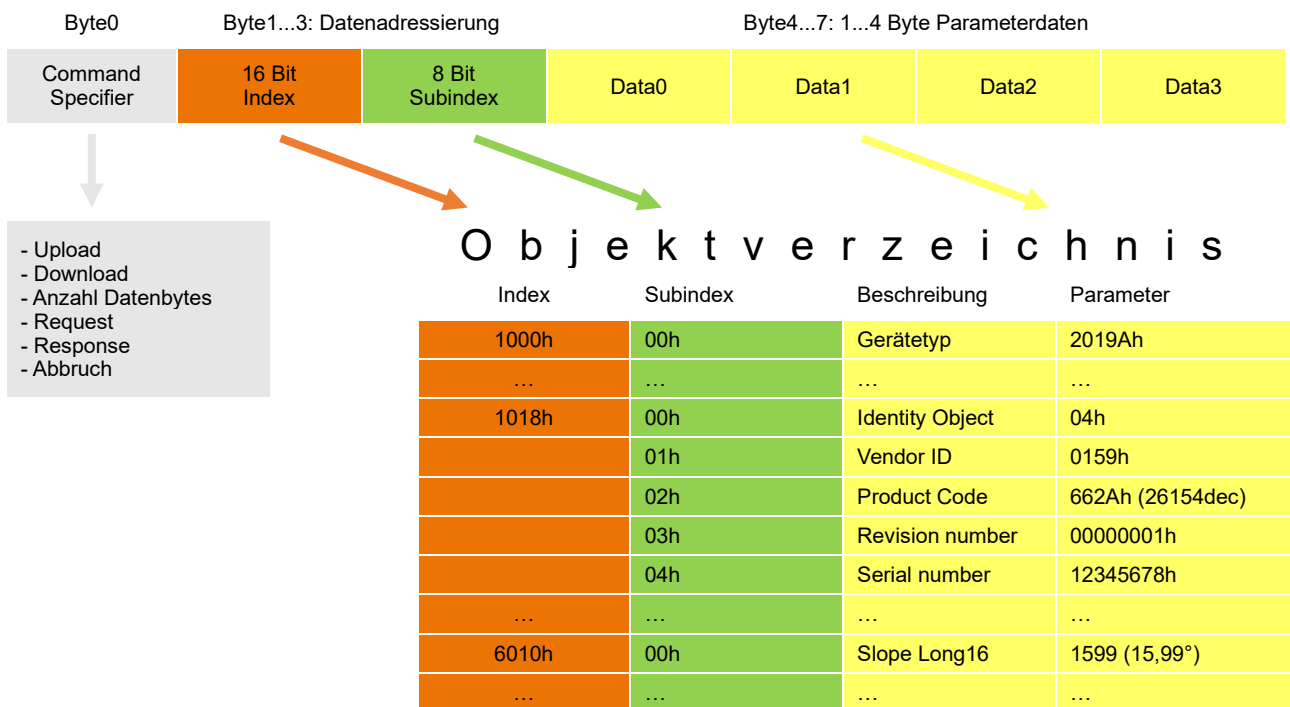 Byte0 Byte1...3: Datenadressierung Byte4...7: 1...4 Byte Parameterdaten
Command
Specifier
16 Bit
Index
8 Bit
Subindex
Data0 Data1 Data2 Data3
- Upload
- Download
- Anzahl Datenbytes
- Request
- Response
- Abbruch
Objektverzeichnis
Index Subindex Beschreibung Parameter
1000h 00h Gerätetyp 2019Ah
… … … …
1018h 00h Identity Object 04h
01h Vendor ID 0159h
02h Product Code 662Ah (26154dec)
03h Revision number 00000001h
04h Serial number 12345678h
… … … …
6010h 00h Slope Long16 1599 (15,99°)
… … … …